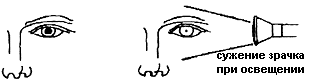 сужение зрачка
при освещении